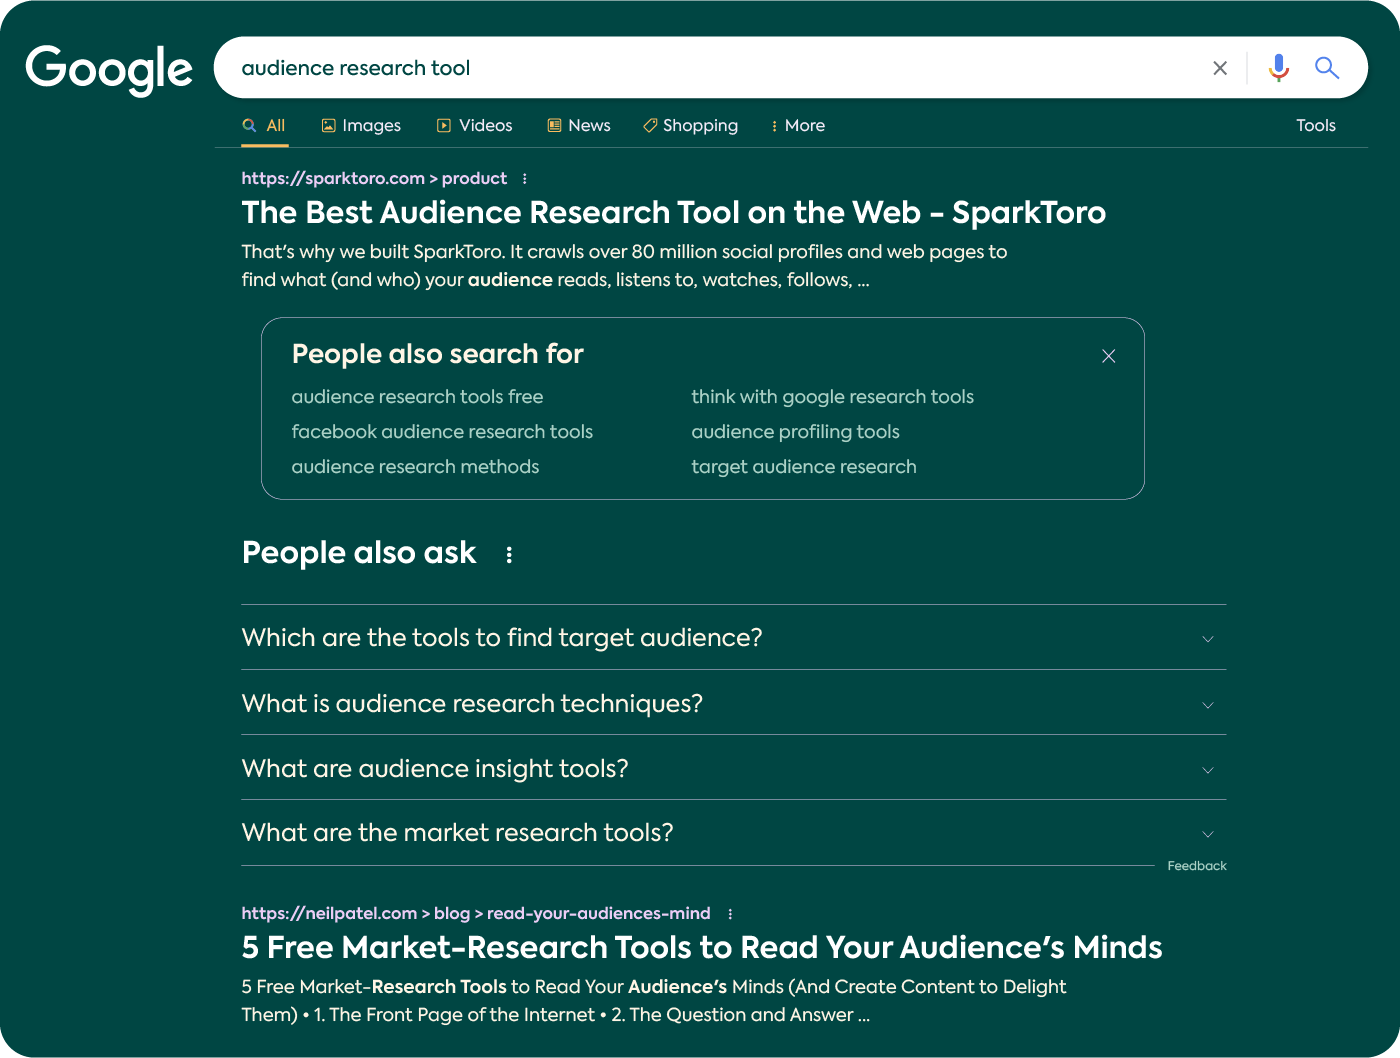 Google
audience research tool
All Images Videos News Shopping More Tools
https://sparktoro.com > product
The Best Audience Research Tool on the Web - SparkToro
That's why we built SparkToro. It crawls over 80 million social profiles and web pages to
find what (and who) your audience reads, listens to, watches, follows, ...
People also search for
audience research tools free
think with google research tools
facebook audience research tools
audience profiling tools
audience research methods
target audience research
People also ask
Which are the tools to find target audience?
What is audience research techniques?
What are audience insight tools?
What are the market research tools?
Feedback
https://neilpatel.com > blog > read-your-audiences-mind
5 Free Market-Research Tools to Read Your Audience's Minds
5 Free Market-Research Tools to Read Your Audience's Minds (And Create Content to Delight
Them) • 1. The Front Page of the Internet • 2. The Question and Answer ...